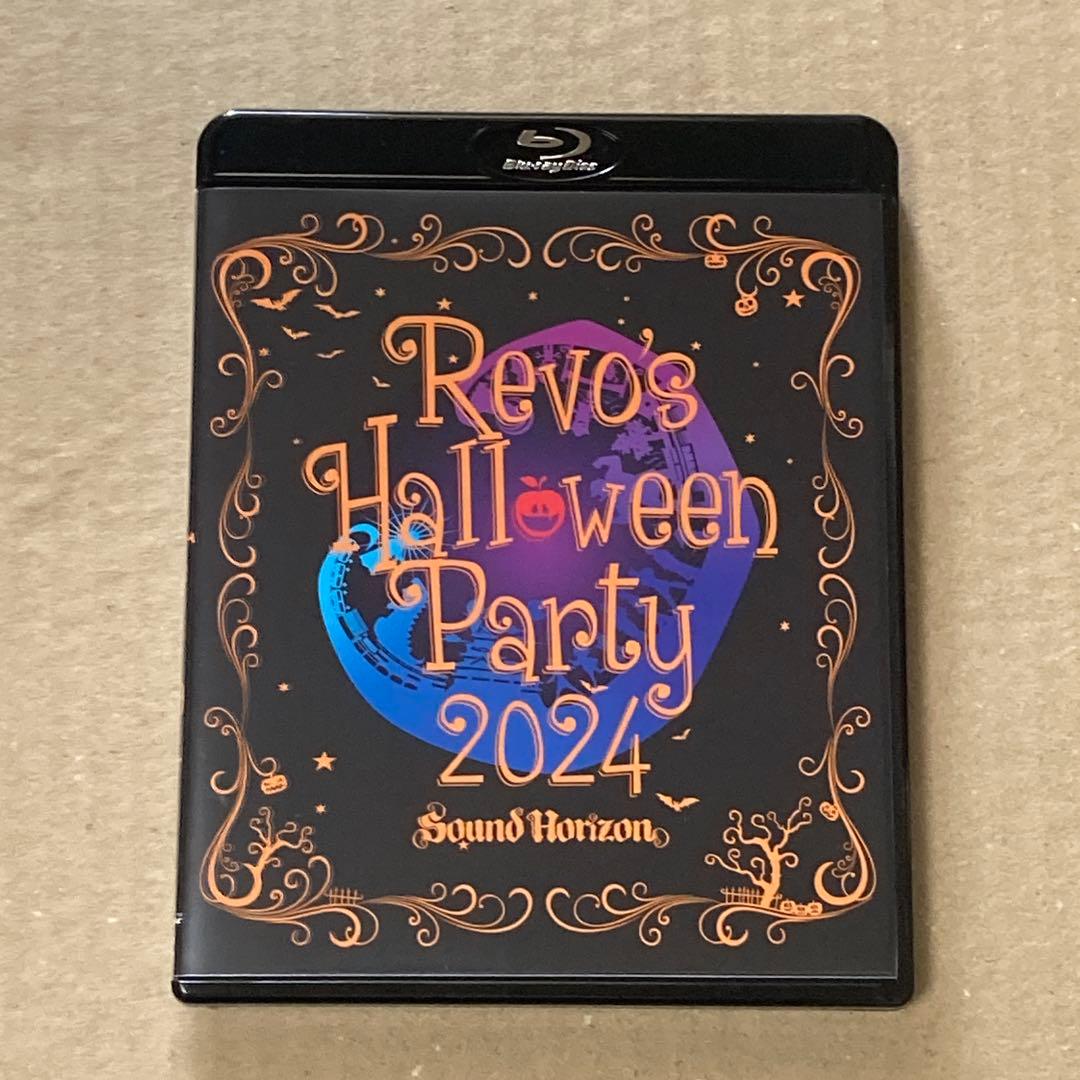 Blu-ray Disc
Revo's
Halloween
Party
2024
Sound Horizon